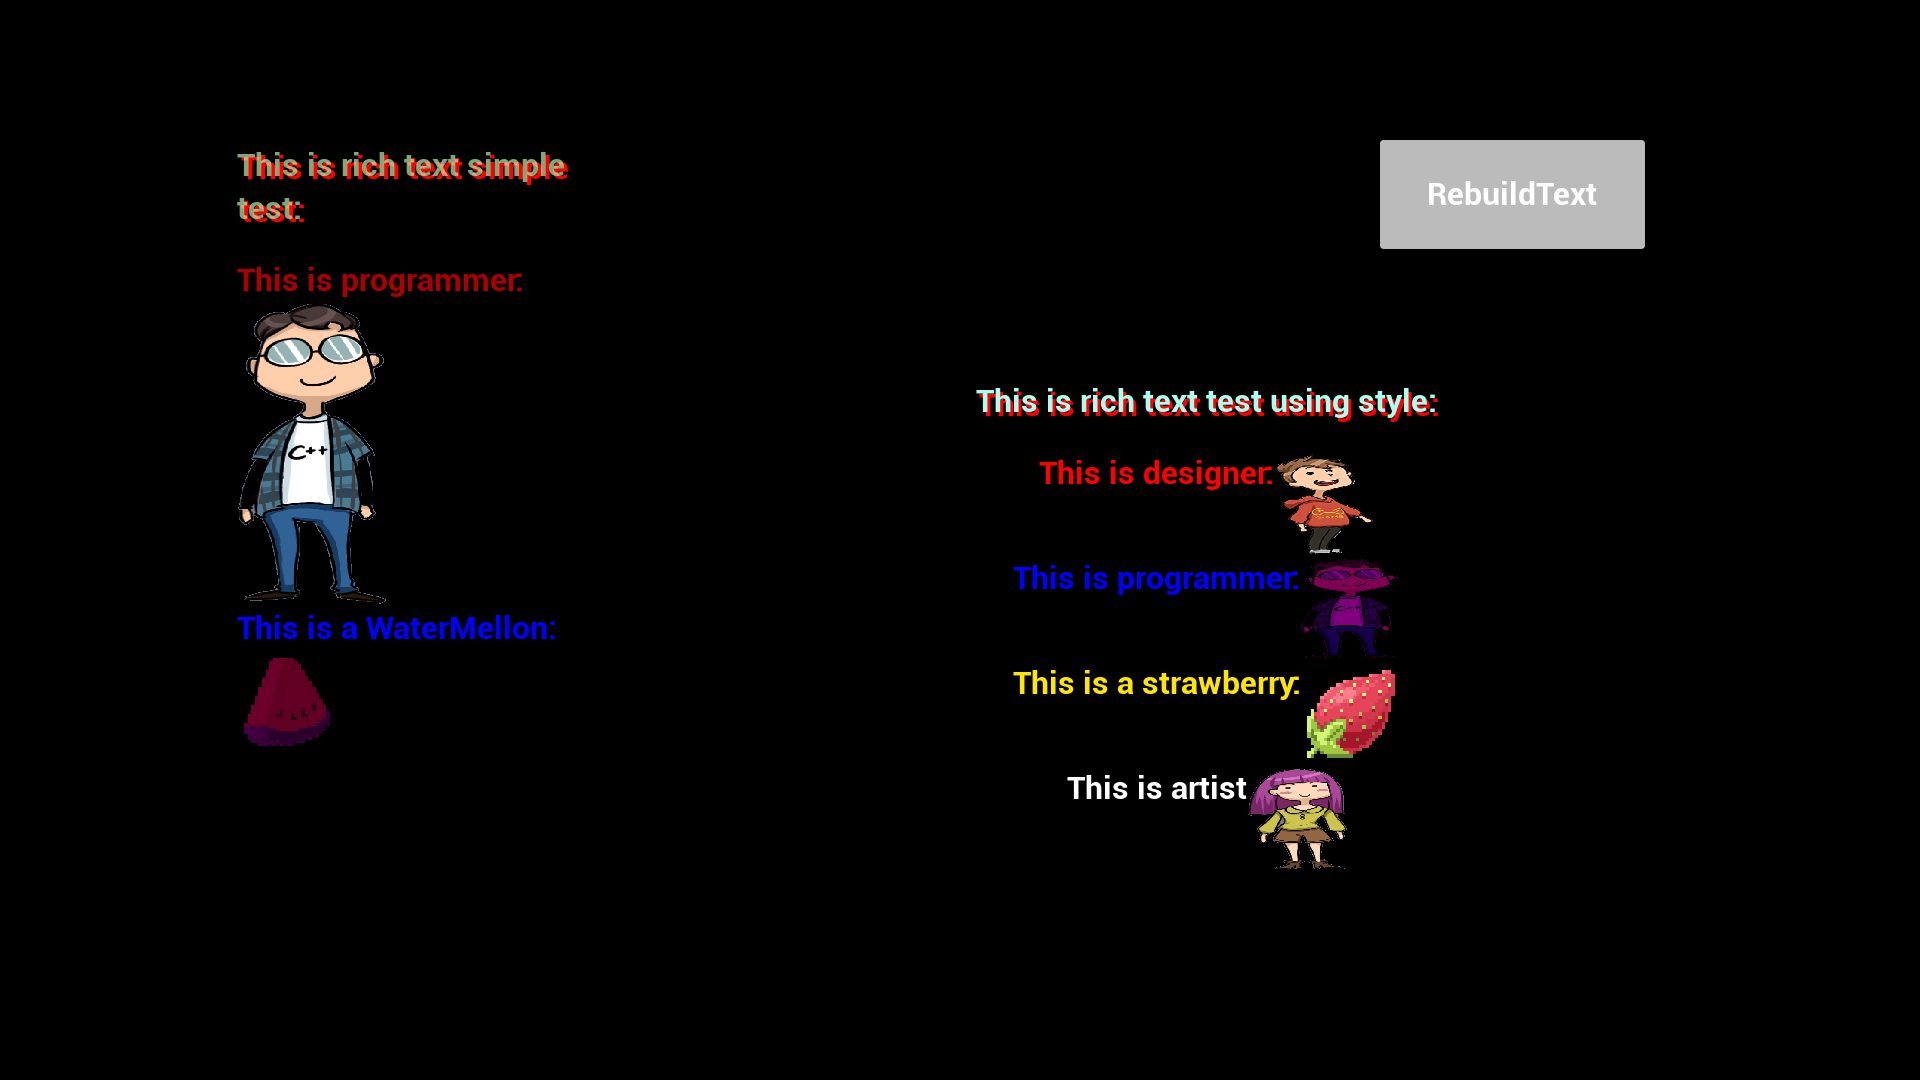 This is rich text simple
test:
This is programmer:
C++
This is a WaterMellon:
RebuildText
This is rich text test using style:
This is designer:
This is programmer:
C++
This is a strawberry:
This is artist